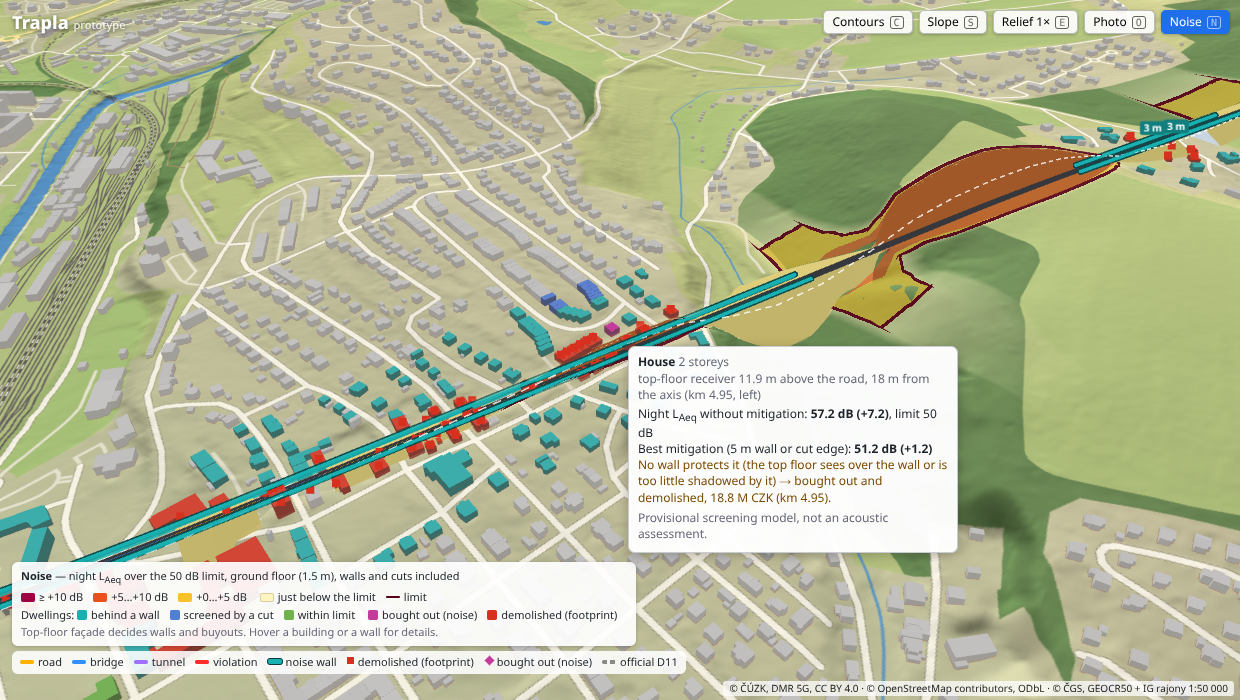 Trapla prototype
Contours C
Slope S
Relief 1× E
Photo O
Noise N
3 m 3 m
House 2 storeys
top-floor receiver 11.9 m above the road, 18 m from
the axis (km 4.95, left)
Night LAeq without mitigation: 57.2 dB (+7.2), limit 50
dB
Best mitigation (5 m wall or cut edge): 51.2 dB (+1.2)
No wall protects it (the top floor sees over the wall or is
too little shadowed by it) → bought out and
demolished, 18.8 M CZK (km 4.95).
Provisional screening model, not an acoustic
assessment.
Noise — night LAeq over the 50 dB limit, ground floor (1.5 m), walls and cuts included
≥ +10 dB +5…+10 dB +0…+5 dB just below the limit limit
Dwellings: behind a wall screened by a cut within limit bought out (noise) demolished (footprint)
Top-floor façade decides walls and buyouts. Hover a building or a wall for details.
road bridge tunnel violation noise wall demolished (footprint) bought out (noise) official D11
© ČÚZK, DMR 5G, CC BY 4.0 · © OpenStreetMap contributors, ODbL · © ČGS, GEOCR50 + IG rajony 1:50 000